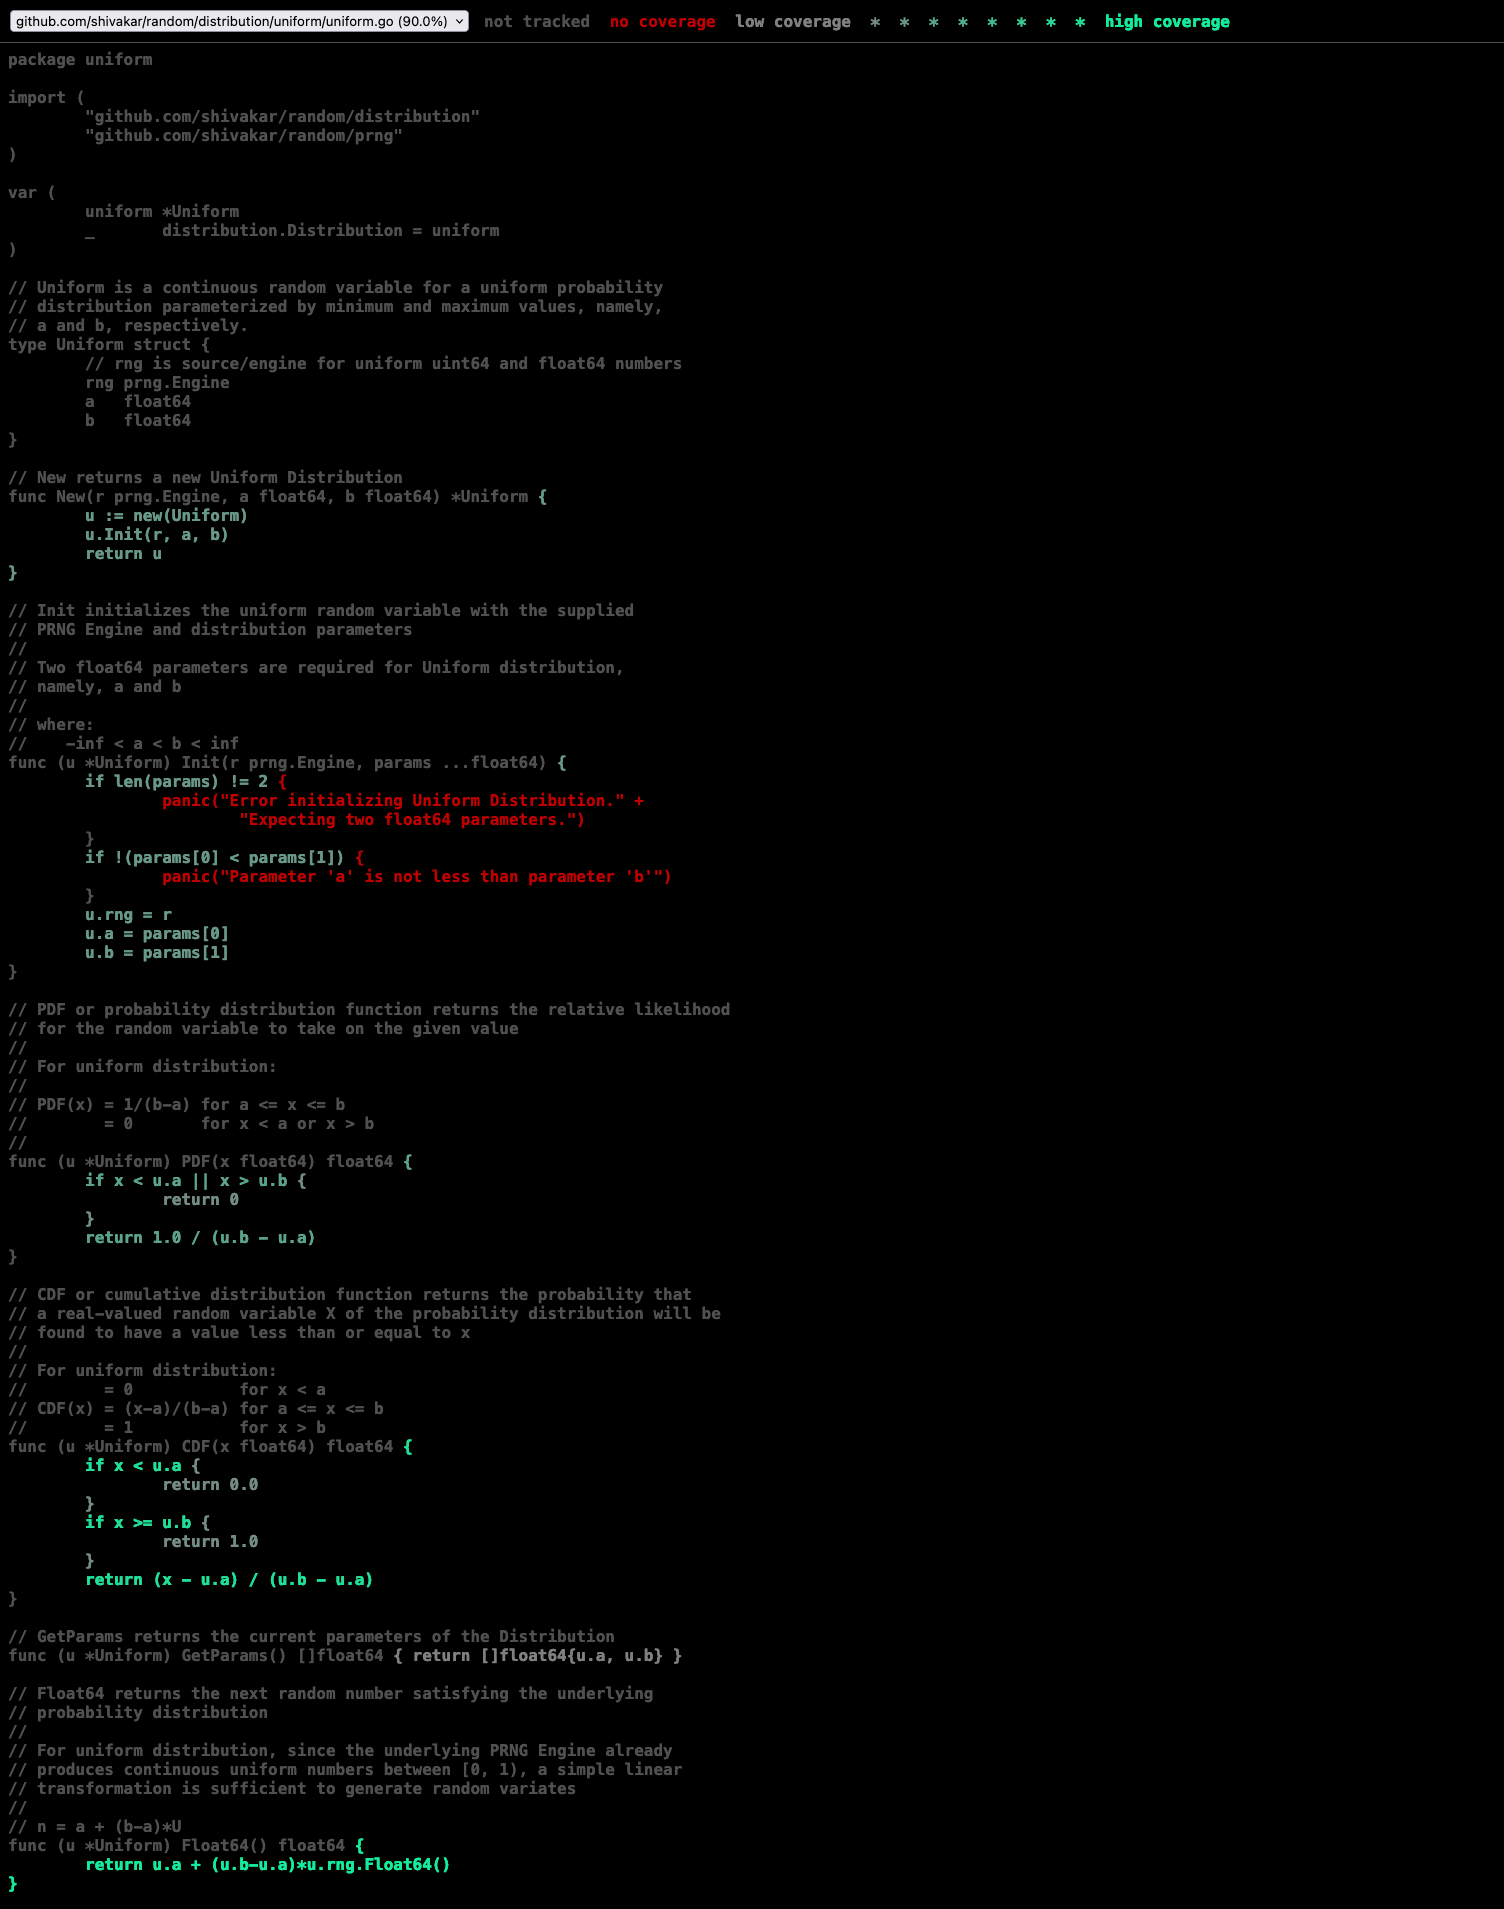 github.com/shivakar/random/distribution/uniform/uniform.go (90.0%) not tracked no coverage low coverage * * * * * * * * high coverage
package uniform

import (
        "github.com/shivakar/random/distribution"
        "github.com/shivakar/random/prng"
)

var (
        uniform *Uniform
        _       distribution.Distribution = uniform
)

// Uniform is a continuous random variable for a uniform probability
// distribution parameterized by minimum and maximum values, namely,
// a and b, respectively.
type Uniform struct {
        // rng is source/engine for uniform uint64 and float64 numbers
        rng prng.Engine
        a   float64
        b   float64
}

// New returns a new Uniform Distribution
func New(r prng.Engine, a float64, b float64) *Uniform {
        u := new(Uniform)
        u.Init(r, a, b)
        return u
}

// Init initializes the uniform random variable with the supplied
// PRNG Engine and distribution parameters
//
// Two float64 parameters are required for Uniform distribution,
// namely, a and b
//
// where:
//    -inf < a < b < inf
func (u *Uniform) Init(r prng.Engine, params ...float64) {
        if len(params) != 2 {
                panic("Error initializing Uniform Distribution." +
                        "Expecting two float64 parameters.")
        }
        if !(params[0] < params[1]) {
                panic("Parameter 'a' is not less than parameter 'b'")
        }
        u.rng = r
        u.a = params[0]
        u.b = params[1]
}

// PDF or probability distribution function returns the relative likelihood
// for the random variable to take on the given value
//
// For uniform distribution:
//
// PDF(x) = 1/(b-a) for a <= x <= b
//        = 0       for x < a or x > b
//
func (u *Uniform) PDF(x float64) float64 {
        if x < u.a || x > u.b {
                return 0
        }
        return 1.0 / (u.b - u.a)
}

// CDF or cumulative distribution function returns the probability that
// a real-valued random variable X of the probability distribution will be
// found to have a value less than or equal to x
//
// For uniform distribution:
//        = 0           for x < a
// CDF(x) = (x-a)/(b-a) for a <= x <= b
//        = 1           for x > b
func (u *Uniform) CDF(x float64) float64 {
        if x < u.a {
                return 0.0
        }
        if x >= u.b {
                return 1.0
        }
        return (x - u.a) / (u.b - u.a)
}

// GetParams returns the current parameters of the Distribution
func (u *Uniform) GetParams() []float64 { return []float64{u.a, u.b} }

// Float64 returns the next random number satisfying the underlying
// probability distribution
//
// For uniform distribution, since the underlying PRNG Engine already
// produces continuous uniform numbers between [0, 1), a simple linear
// transformation is sufficient to generate random variates
//
// n = a + (b-a)*U
func (u *Uniform) Float64() float64 {
        return u.a + (u.b-u.a)*u.rng.Float64()
}